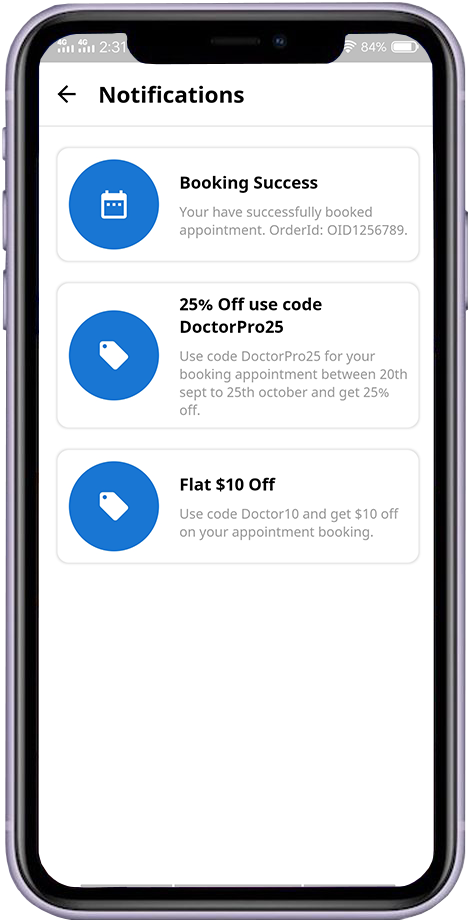 4G 4G 2:31 84%
Notifications
Booking Success
Your have successfully booked
appointment. OrderId: OID1256789.
25% Off use code
DoctorPro25
Use code DoctorPro25 for your
booking appointment between 20th
sept to 25th october and get 25%
off.
Flat $10 Off
Use code Doctor10 and get $10 off
on your appointment booking.